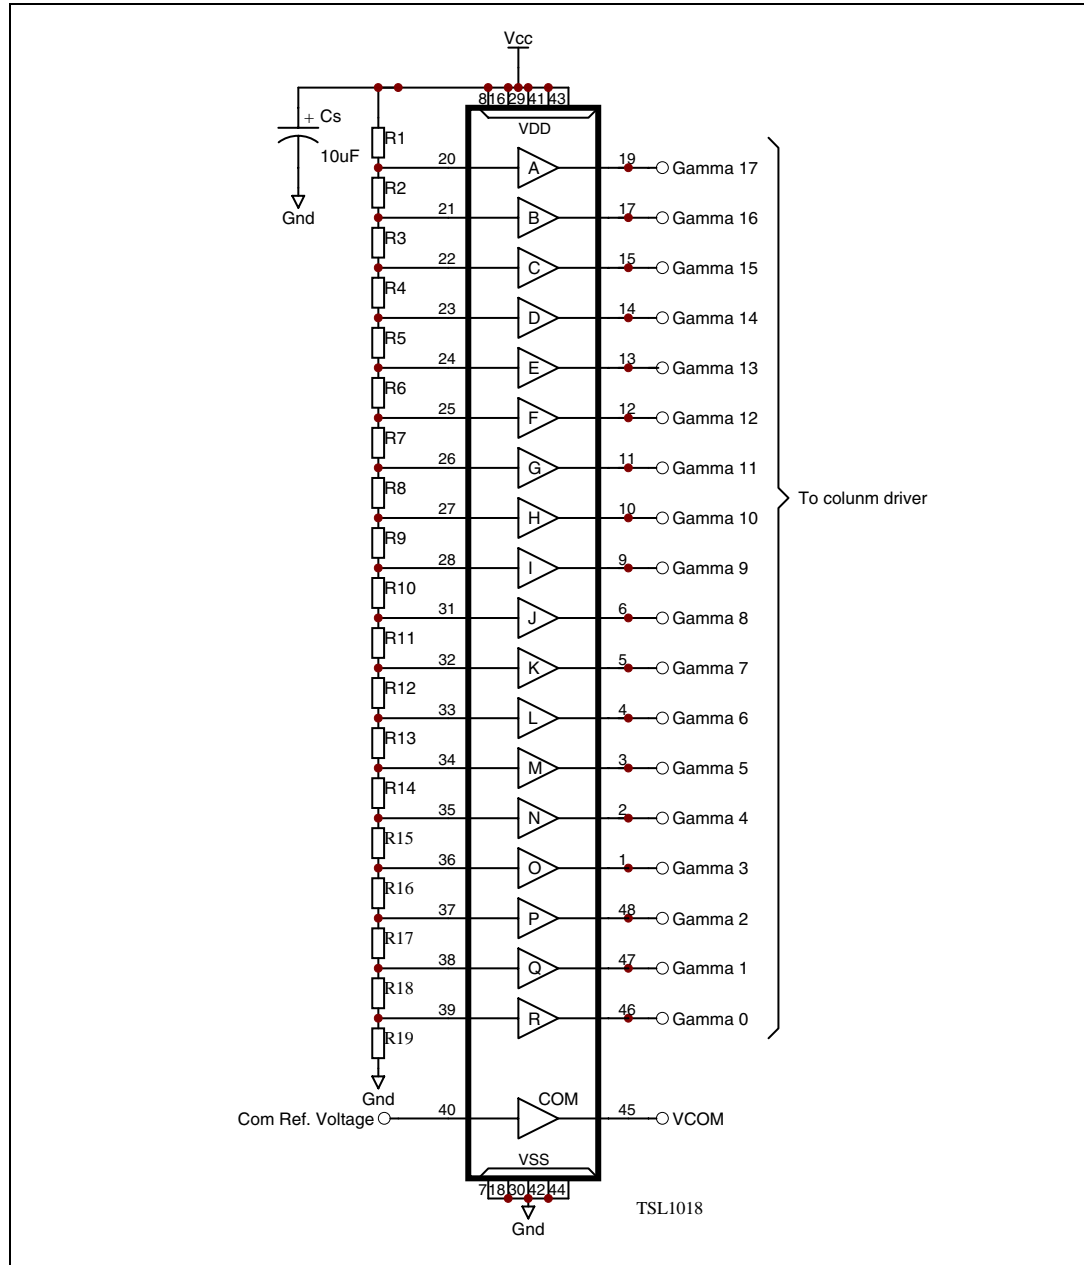 Vcc
8 16 29 41 43
VDD
+ Cs
10uF
Gnd
R1
20 A 19 Gamma 17
R2
21 B 17 Gamma 16
R3
22 C 15 Gamma 15
R4
23 D 14 Gamma 14
R5
24 E 13 Gamma 13
R6
25 F 12 Gamma 12
R7
26 G 11 Gamma 11
R8
To colunm driver
27 H 10 Gamma 10
R9
28 I 9 Gamma 9
R10
31 J 6 Gamma 8
R11
32 K 5 Gamma 7
R12
33 L 4 Gamma 6
R13
34 M 3 Gamma 5
R14
35 N 2 Gamma 4
R15
36 O 1 Gamma 3
R16
37 P 48 Gamma 2
R17
38 Q 47 Gamma 1
R18
39 R 46 Gamma 0
R19
Gnd
COM
Com Ref. Voltage 40 45 VCOM
VSS
7 18 30 42 44
Gnd
TSL1018